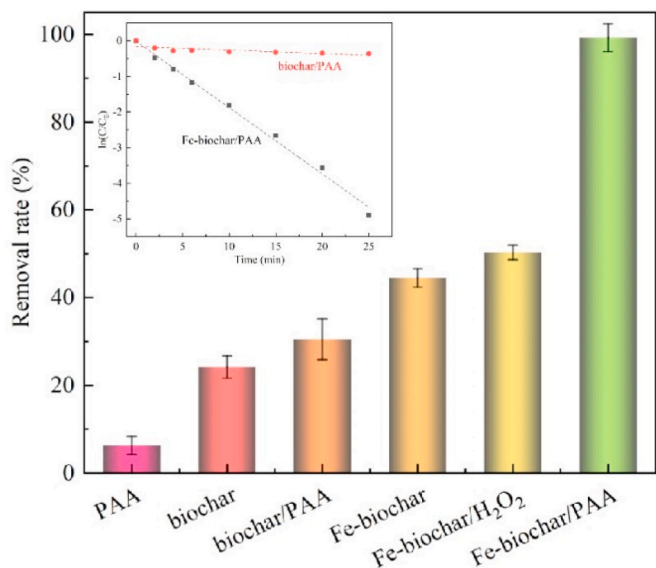 100
80
60
40
20
0
Removal rate (%)
0
-1
-2
-3
-4
-5
ln(C/C₀)
biochar/PAA
Fe-biochar/PAA
0 5 10 15 20 25
Time (min)
PAA
biochar
biochar/PAA
Fe-biochar
Fe-biochar/H₂O₂
Fe-biochar/PAA